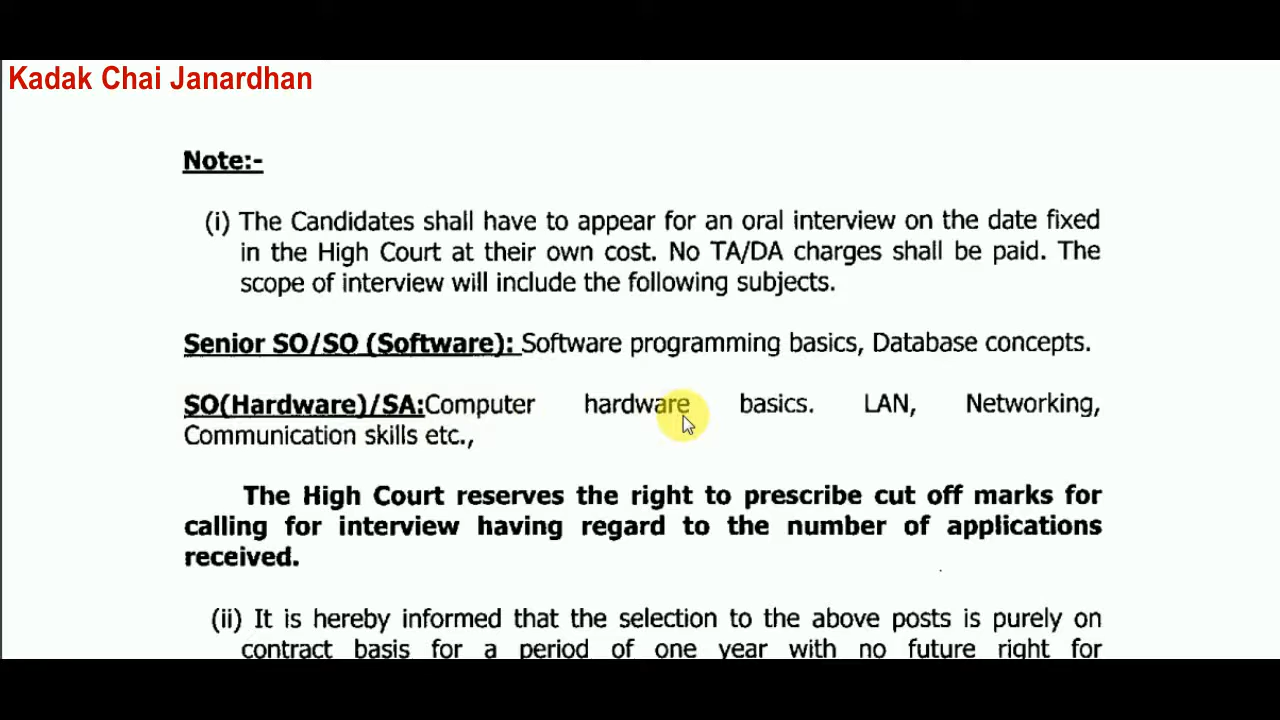 Kadak Chai Janardhan
Note:-
(i) The Candidates shall have to appear for an oral interview on the date fixed
in the High Court at their own cost. No TA/DA charges shall be paid. The
scope of interview will include the following subjects.
Senior SO/SO (Software): Software programming basics, Database concepts.
SO(Hardware)/SA:Computer hardware basics. LAN, Networking,
Communication skills etc.,
The High Court reserves the right to prescribe cut off marks for
calling for interview having regard to the number of applications
received.
(ii) It is hereby informed that the selection to the above posts is purely on
contract basis for a period of one year with no future right for